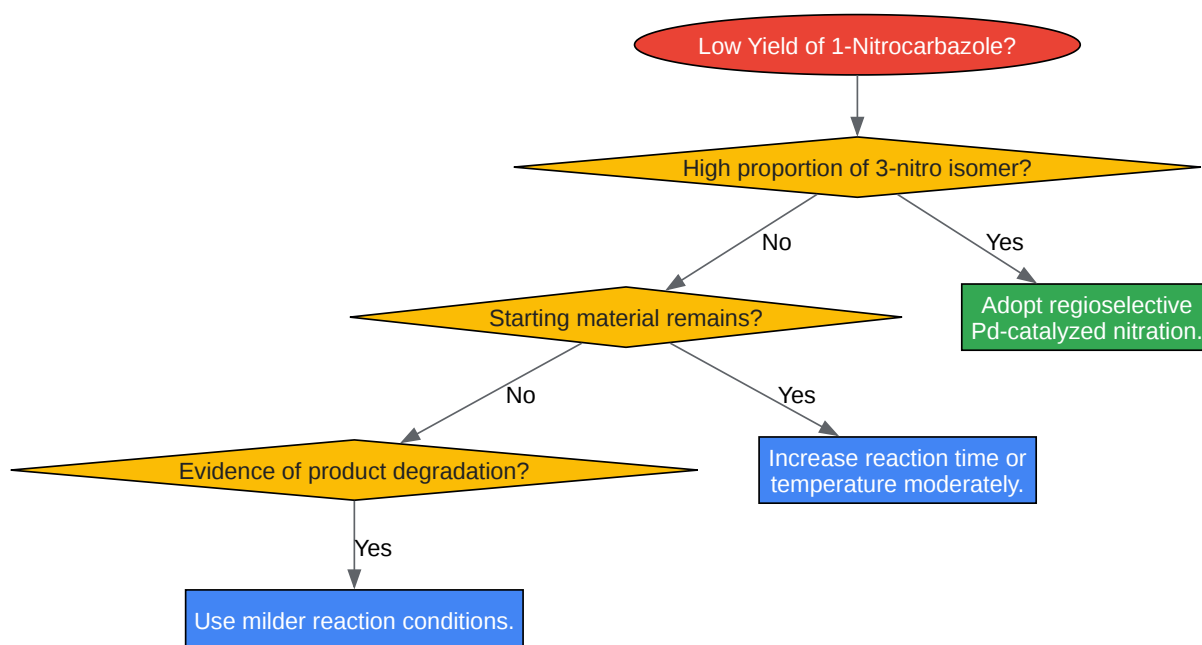 Low Yield of 1-Nitrocarbazole?
High proportion of 3-nitro isomer?
No
Yes
Starting material remains?
Adopt regioselective
Pd-catalyzed nitration.
No
Yes
Evidence of product degradation?
Increase reaction time or
temperature moderately.
Yes
Use milder reaction conditions.